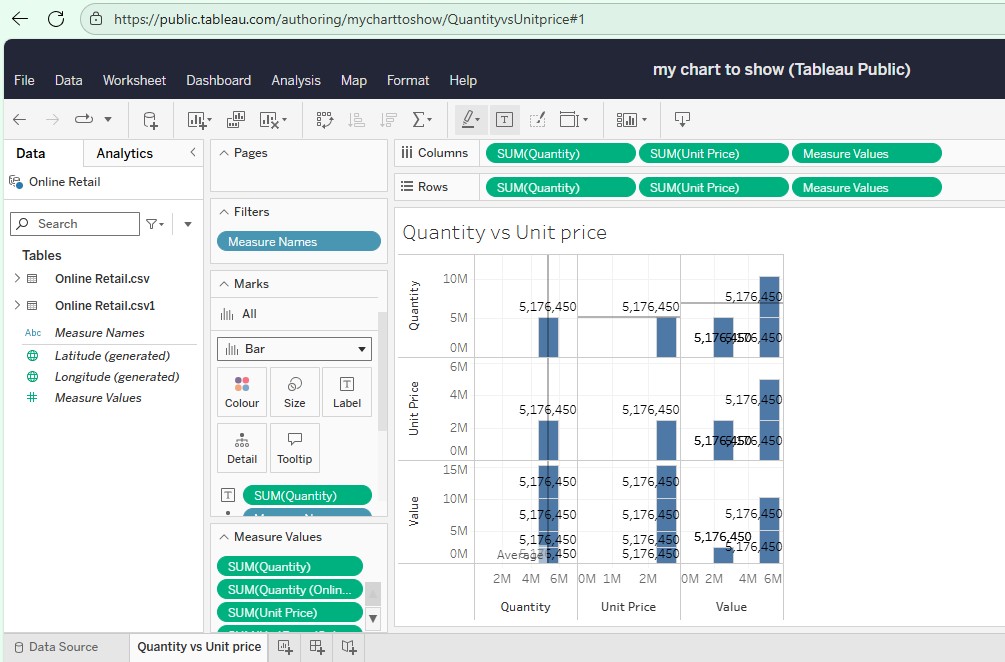 https://public.tableau.com/authoring/mycharttoshow/QuantityvsUnitprice#1
my chart to show (Tableau Public)
File Data Worksheet Dashboard Analysis Map Format Help
Data Analytics
Online Retail
Search
Tables
Online Retail.csv
Online Retail.csv1
Abc Measure Names
Latitude (generated)
Longitude (generated)
Measure Values
Pages
Filters
Measure Names
Marks
All
Bar
Colour Size Label
Detail Tooltip
SUM(Quantity)
Measure Values
SUM(Quantity)
SUM(Quantity (Onlin...
SUM(Unit Price)
Columns SUM(Quantity) SUM(Unit Price) Measure Values
Rows SUM(Quantity) SUM(Unit Price) Measure Values
Quantity vs Unit price
Quantity
10M
5M
0M
5,176,450 5,176,450 5,176,450
5,176,450
Unit Price
6M
4M
2M
0M
5,176,450 5,176,450 5,176,450
5,176,450
Value
15M
10M
5M
0M
5,176,450 5,176,450
5,176,450 5,176,450 5,176,450
5,176,450 5,176,450 5,176,450
Average 5,176,450 5,176,450
2M 4M 6M 0M 1M 2M 0M 2M 4M 6M
Quantity Unit Price Value
Data Source Quantity vs Unit price